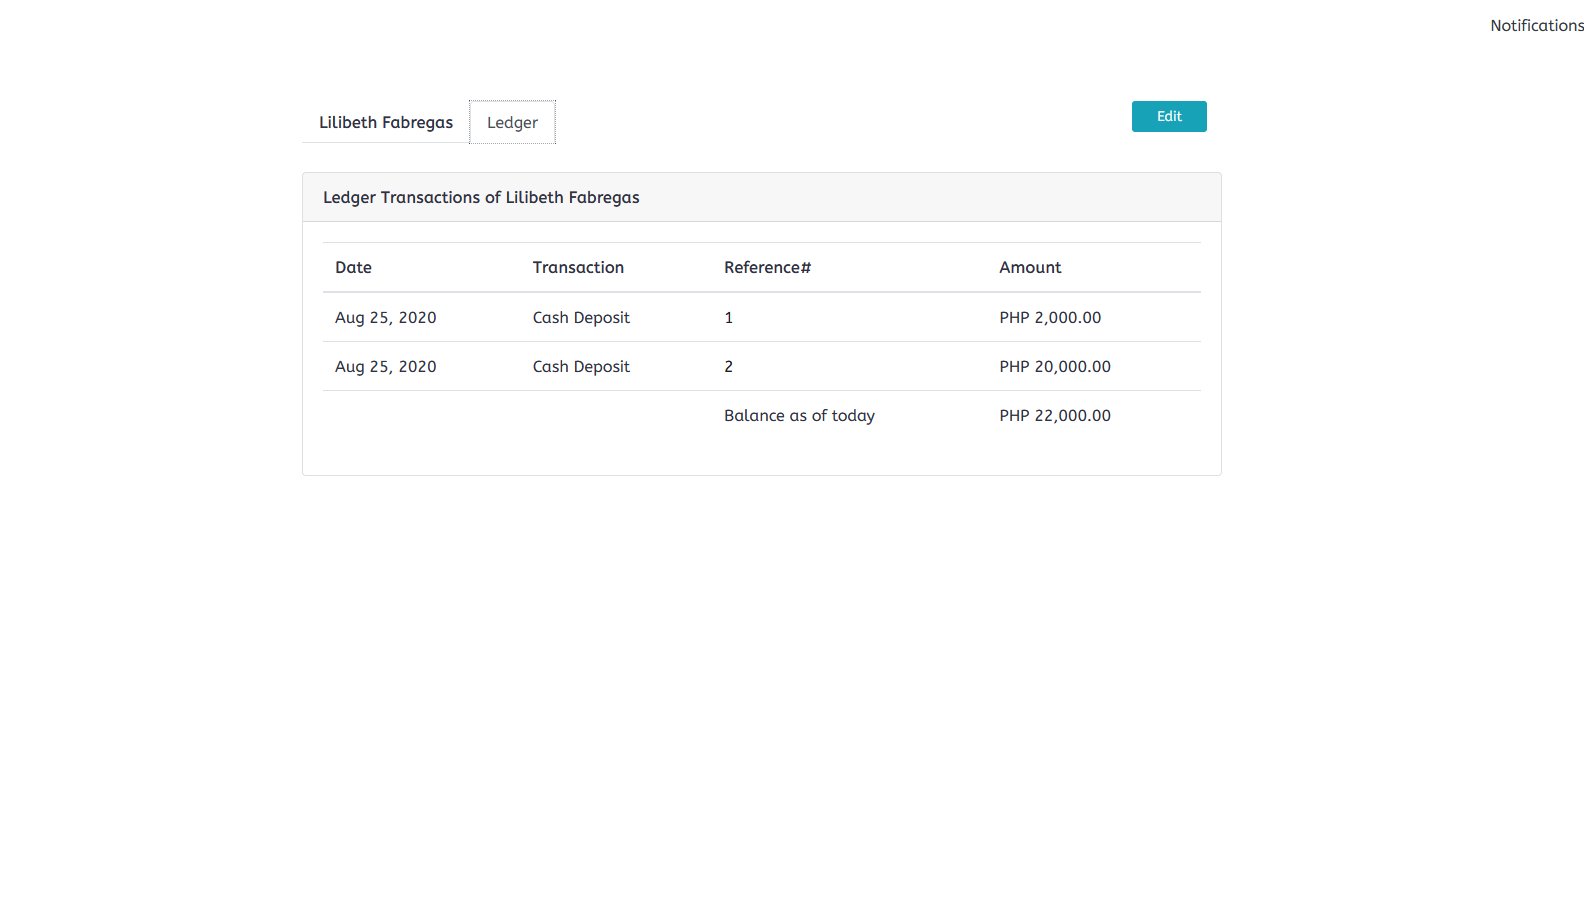 Notifications
Lilibeth Fabregas Ledger Edit
Ledger Transactions of Lilibeth Fabregas
Date Transaction Reference# Amount
Aug 25, 2020 Cash Deposit 1 PHP 2,000.00
Aug 25, 2020 Cash Deposit 2 PHP 20,000.00
Balance as of today PHP 22,000.00